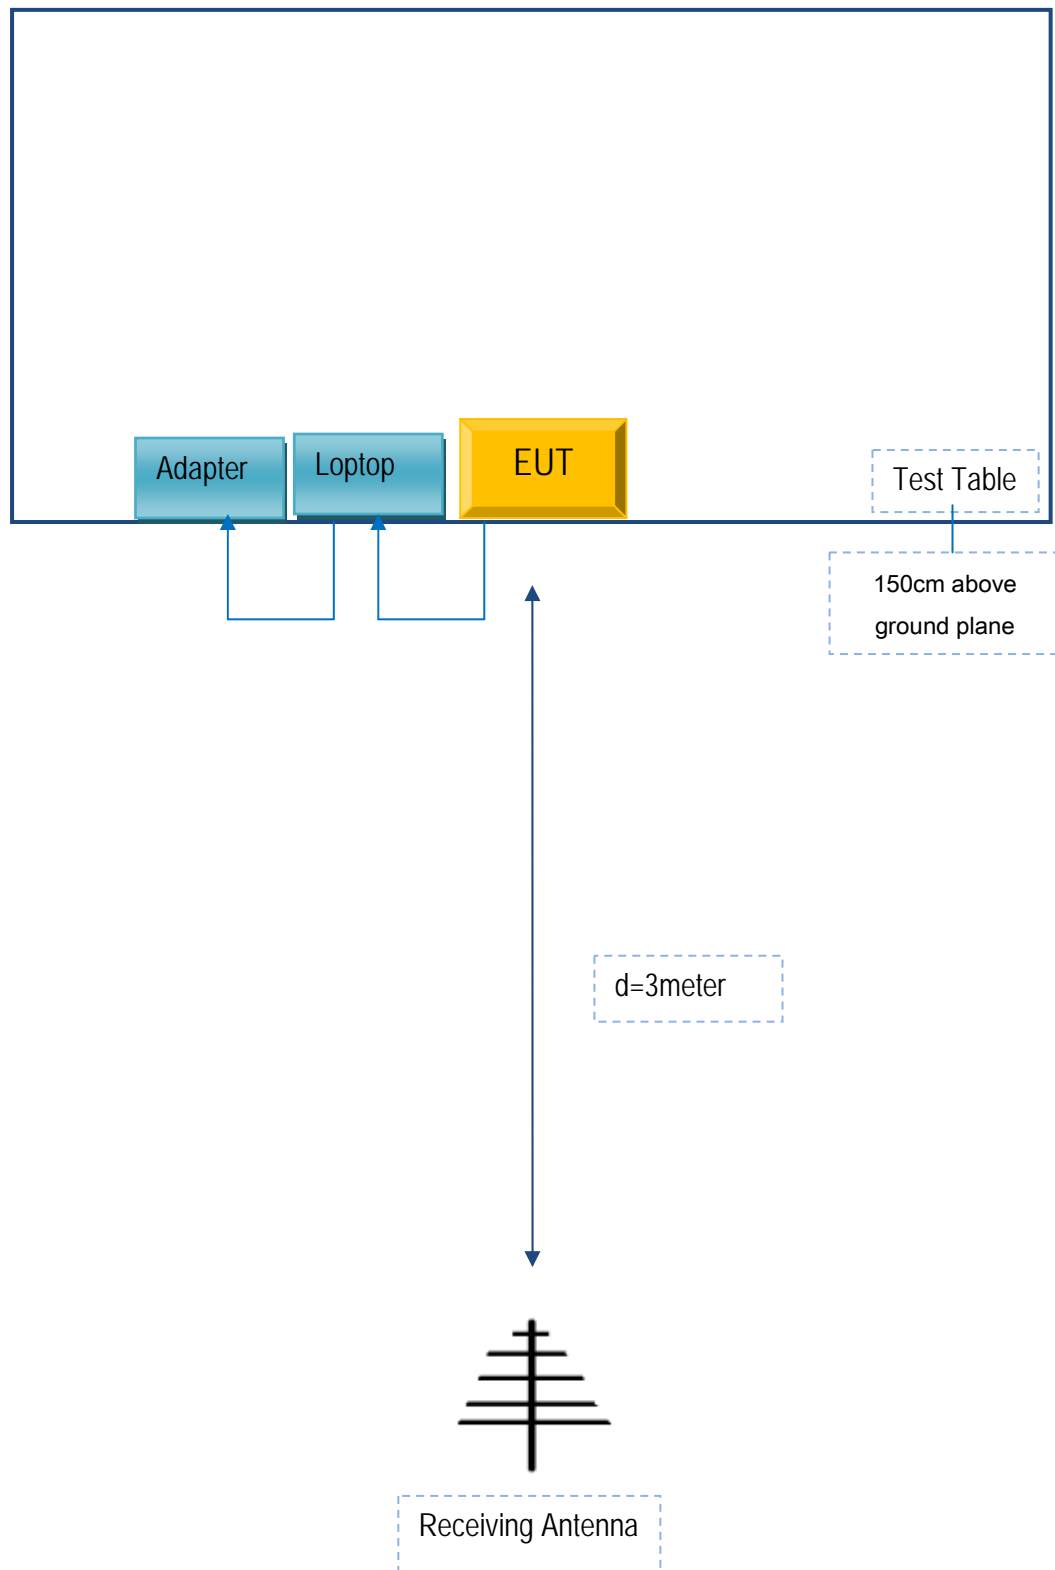 Adapter
Loptop
EUT
Test Table
150cm above
ground plane
d=3meter
Receiving Antenna